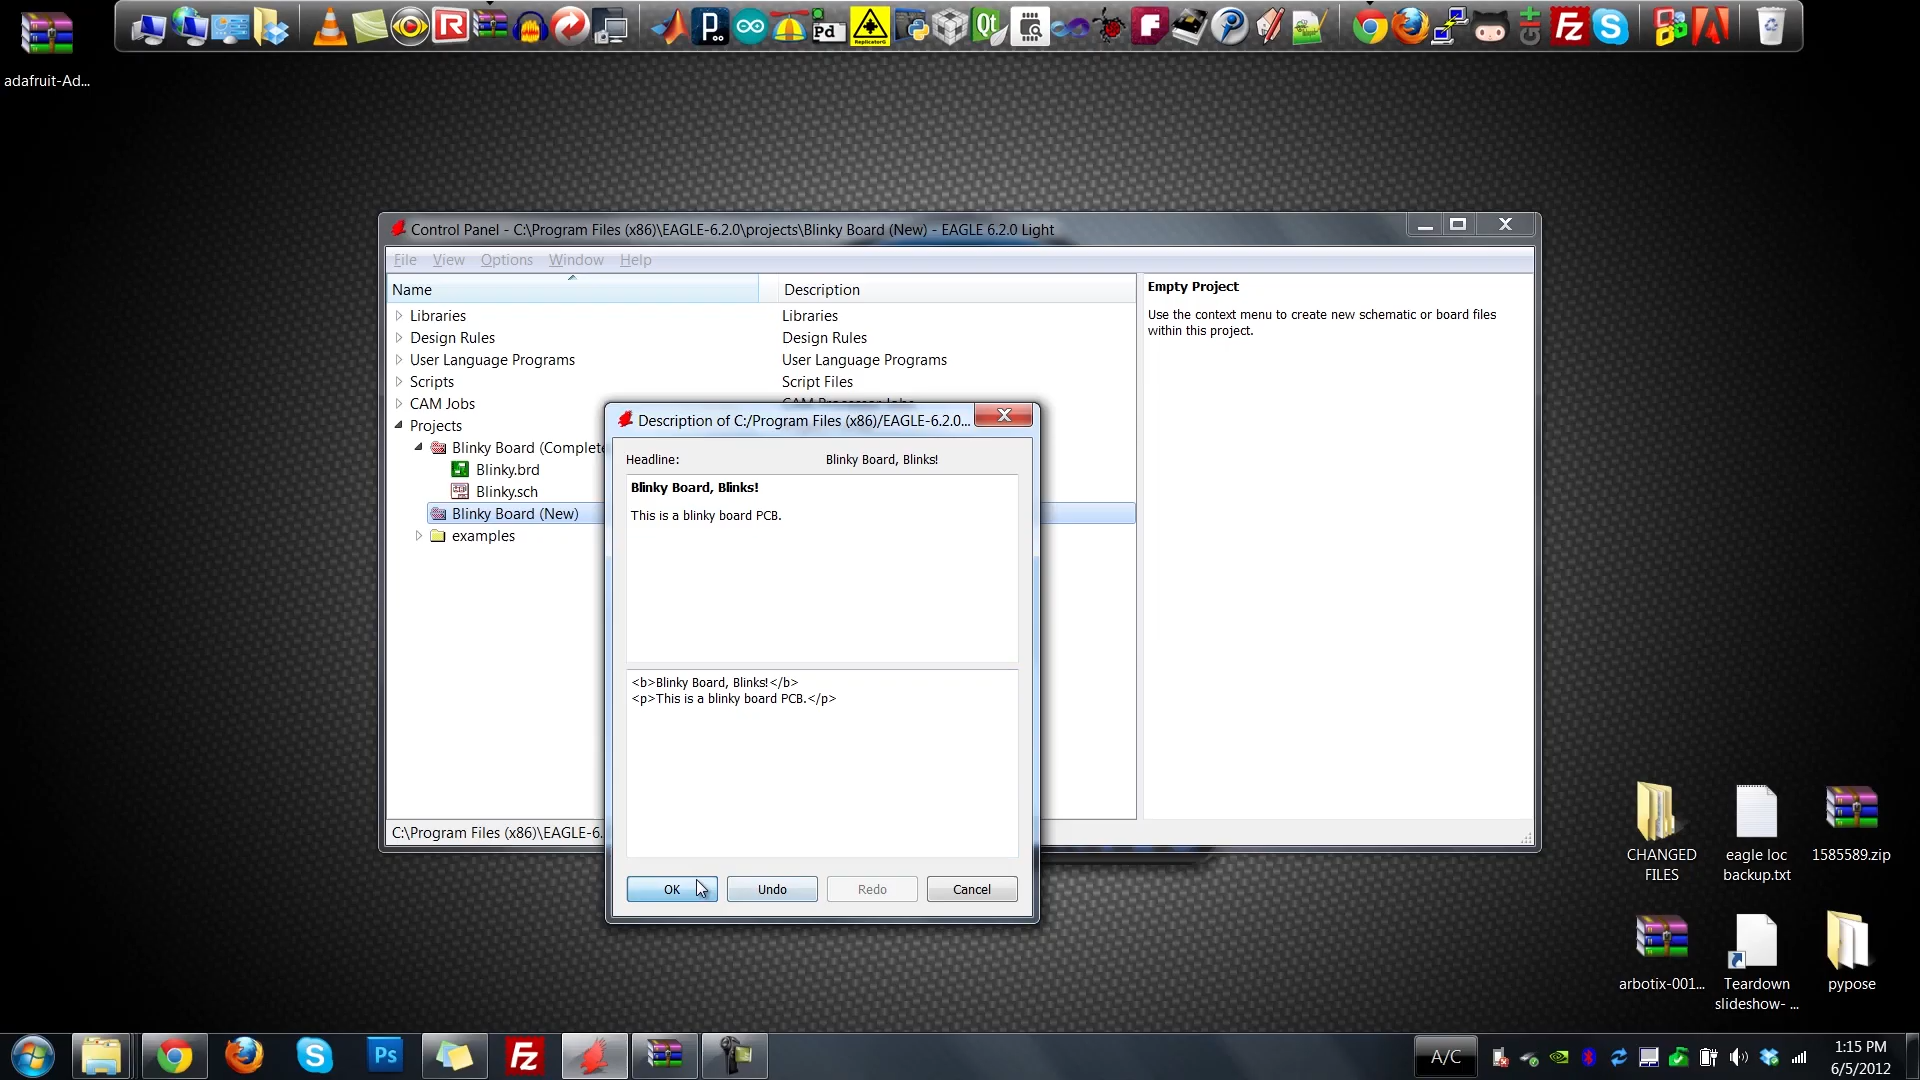 adafruit-Ad...
Control Panel - C:\Program Files (x86)\EAGLE-6.2.0\projects\Blinky Board (New) - EAGLE 6.2.0 Light
File View Options Window Help
Name Description
Libraries Libraries
Design Rules Design Rules
User Language Programs User Language Programs
Scripts Script Files
CAM Jobs CAM Processor Jobs
Projects
Blinky Board (Complete
Blinky.brd
Blinky.sch
Blinky Board (New)
examples
C:\Program Files (x86)\EAGLE-6.
Empty Project
Use the context menu to create new schematic or board files
within this project.
Description of C:/Program Files (x86)/EAGLE-6.2.0...
Headline: Blinky Board, Blinks!
Blinky Board, Blinks!
This is a blinky board PCB.
<b>Blinky Board, Blinks!</b>
<p>This is a blinky board PCB.</p>
OK Undo Redo Cancel
CHANGED
FILES
eagle loc
backup.txt
1585589.zip
arbotix-001...
Teardown
slideshow- ...
pypose
Ps
Fz
A/C
1:15 PM
6/5/2012